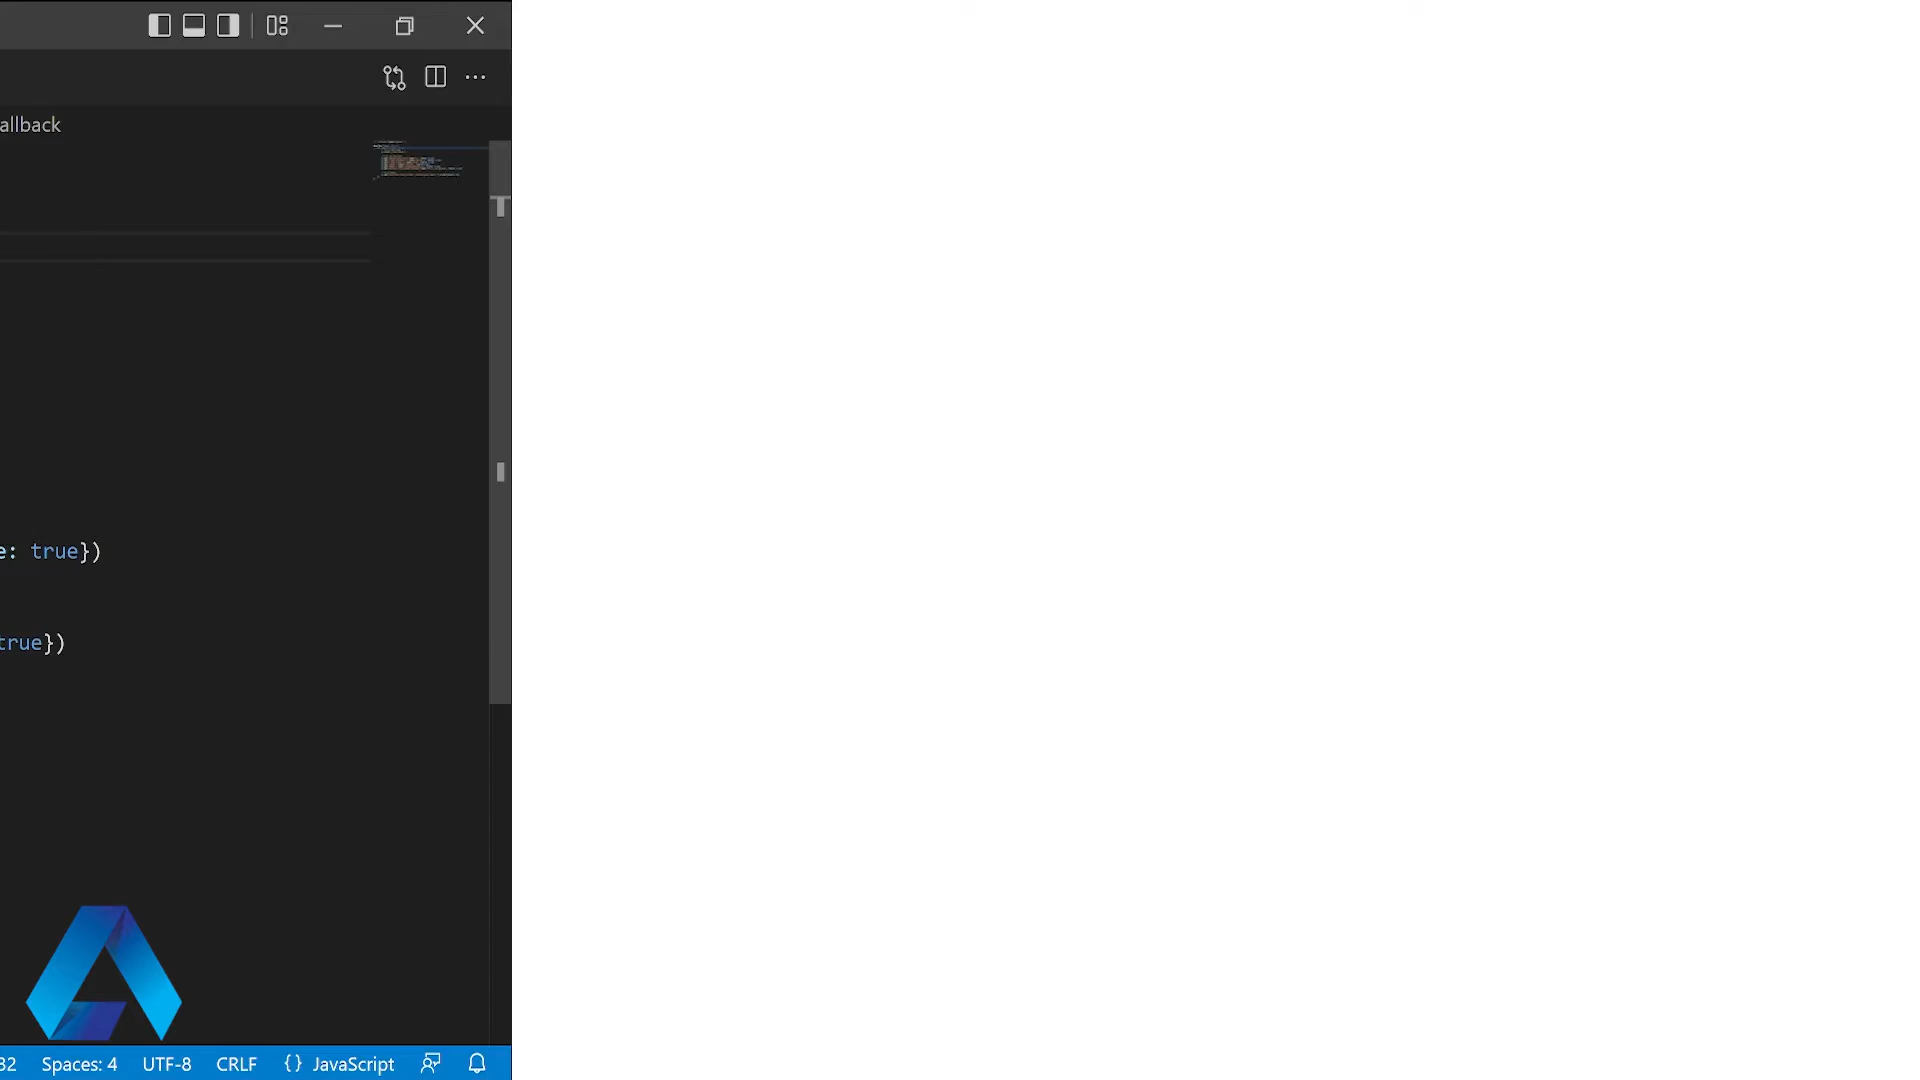 allback
e: true})
true})
32 Spaces: 4 UTF-8 CRLF {} JavaScript